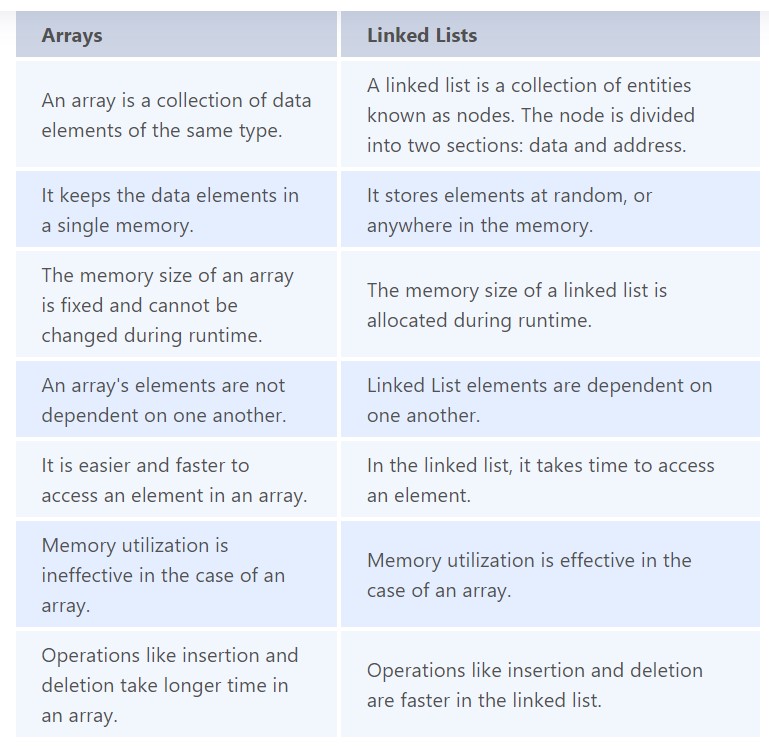 Arrays
Linked Lists
An array is a collection of data
elements of the same type.
A linked list is a collection of entities
known as nodes. The node is divided
into two sections: data and address.
It keeps the data elements in
a single memory.
It stores elements at random, or
anywhere in the memory.
The memory size of an array
is fixed and cannot be
changed during runtime.
The memory size of a linked list is
allocated during runtime.
An array's elements are not
dependent on one another.
Linked List elements are dependent on
one another.
It is easier and faster to
access an element in an array.
In the linked list, it takes time to access
an element.
Memory utilization is
ineffective in the case of an
array.
Memory utilization is effective in the
case of an array.
Operations like insertion and
deletion take longer time in
an array.
Operations like insertion and deletion
are faster in the linked list.